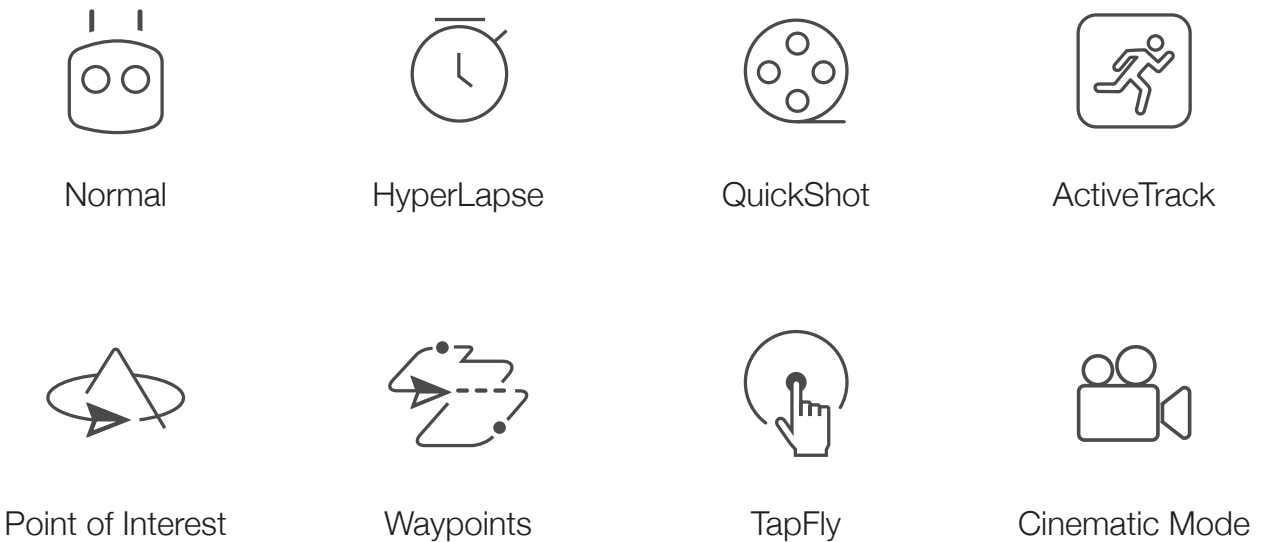 Normal
HyperLapse
QuickShot
ActiveTrack
Point of Interest
Waypoints
TapFly
Cinematic Mode